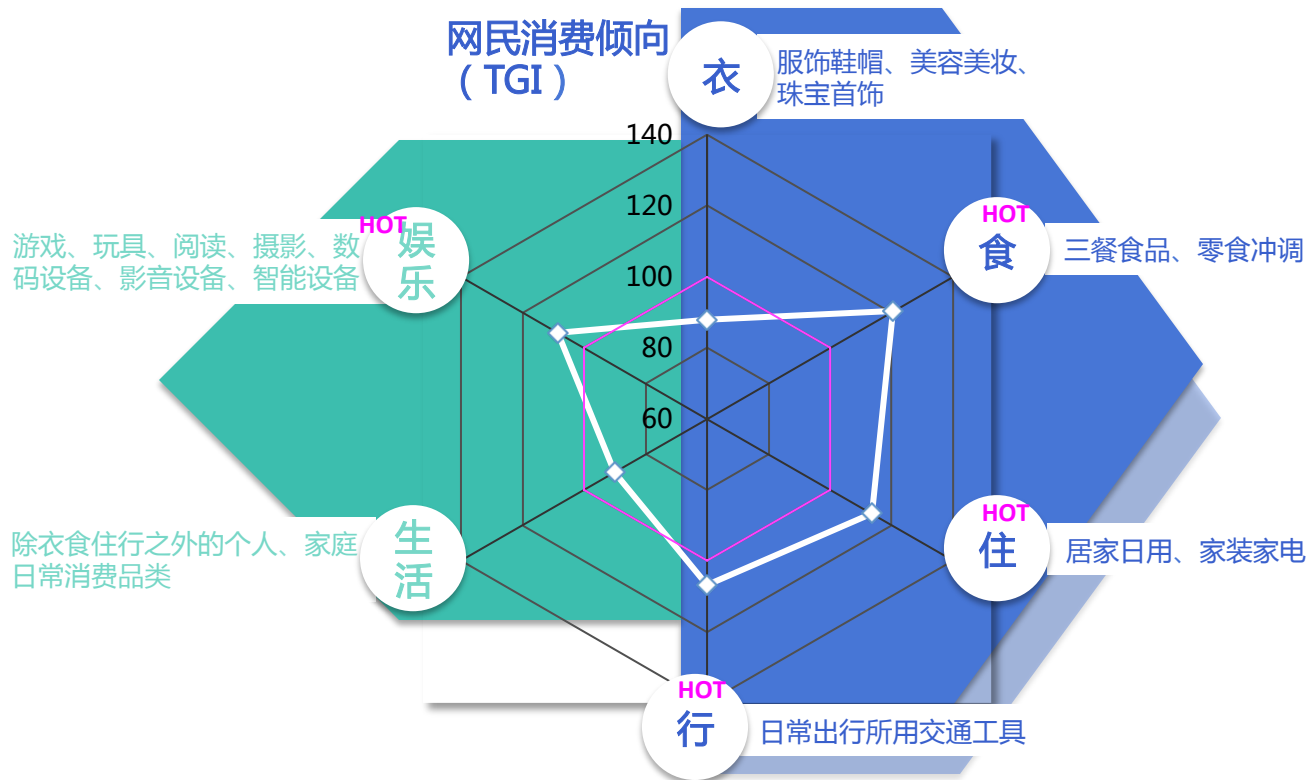 网民消费倾向
（TGI）
衣
服饰鞋帽、美容美妆、
珠宝首饰
140
120
100
80
60
HOT
食
三餐食品、零食冲调
HOT
住
居家日用、家装家电
HOT
行
日常出行所用交通工具
生
活
除衣食住行之外的个人、家庭
日常消费品类
HOT
娱
乐
游戏、玩具、阅读、摄影、数
码设备、影音设备、智能设备